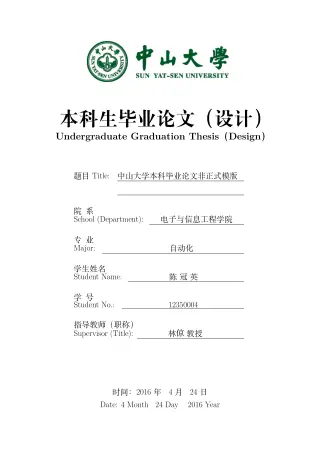 中山大学
SUN YAT-SEN UNIVERSITY
本科生毕业论文（设计）
Undergraduate Graduation Thesis (Design)
题目 Title: 中山大学本科毕业论文非正式模版
院 系
School (Department): 电子与信息工程学院
专 业
Major: 自动化
学生姓名
Student Name: 陈 冠 英
学 号
Student No.: 12350004
指导教师（职称）
Supervisor (Title): 林倞 教授
时间：2016 年 4 月 24 日
Date: 4 Month 24 Day 2016 Year